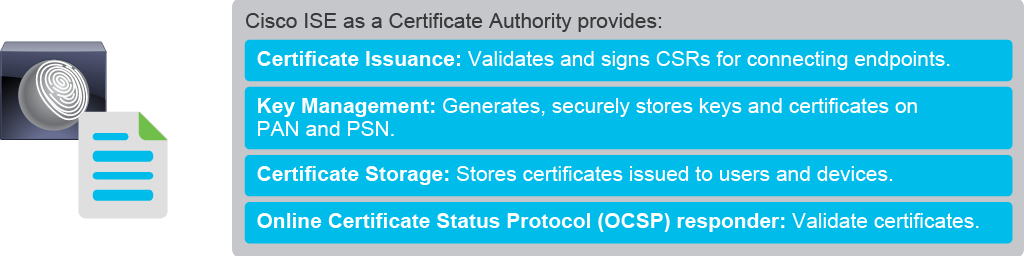 Cisco ISE as a Certificate Authority provides:
Certificate Issuance: Validates and signs CSRs for connecting endpoints.
Key Management: Generates, securely stores keys and certificates on
PAN and PSN.
Certificate Storage: Stores certificates issued to users and devices.
Online Certificate Status Protocol (OCSP) responder: Validate certificates.